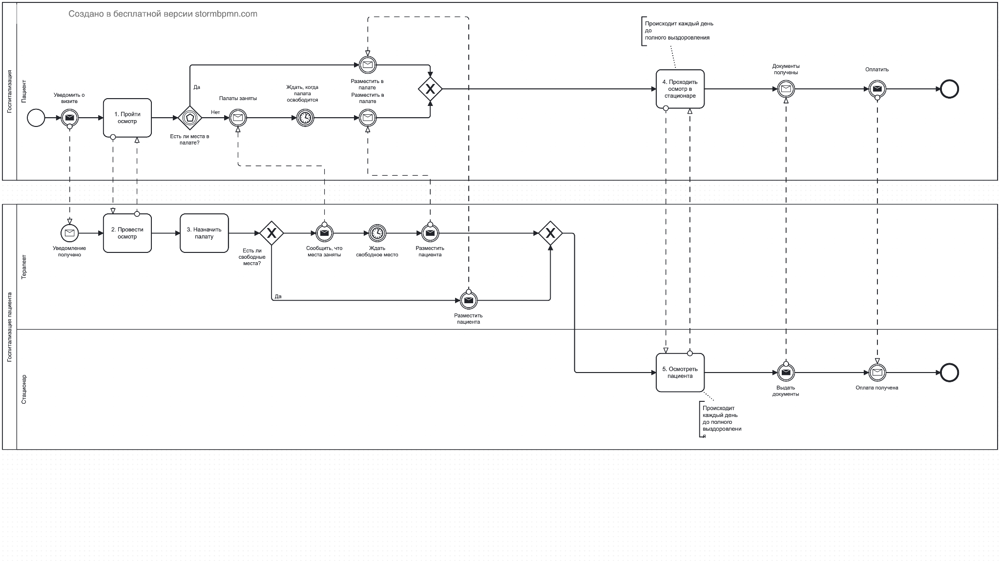 Создано в бесплатной версии stormbpmn.com
Госпитализация
Пациент
Происходит каждый день
до
полного выздоровления
Уведомить о
визите
1. Пройти
осмотр
Да
Нет
Есть ли места в
палате?
Палаты заняты
Ждать, когда
палата
освободится
Разместить в
палате
Разместить в
палате
4. Проходить
осмотр в
стационаре
Документы
получены
Оплатить
Госпитализация пациента
Терапевт
Уведомление
получено
2. Провести
осмотр
3. Назначить
палату
Есть ли
свободные
места?
Сообщить, что
места заняты
Ждать
свободное место
Разместить
пациента
Да
Разместить
пациента
Стационар
5. Осмотреть
пациента
Выдать
документы
Оплата получена
Происходит
каждый день
до полного
выздоровлени
я